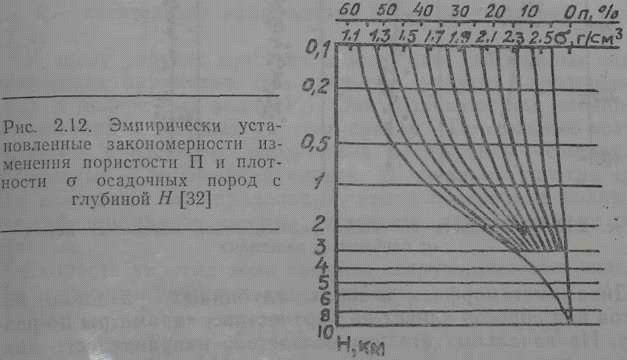 60 50 40 30 20 10 0 п, %
1.1 1.3 1.5 1.7 1.9 2.1 2.3 2.5 σ, г/см³
0,1
0,2
Рис. 2.12. Эмпирически уста-
новленные закономерности из-
менения пористости П и плот-
ности σ осадочных пород с
глубиной H [32]
0,5
1
2
3
4
5
6
8
10
H, км